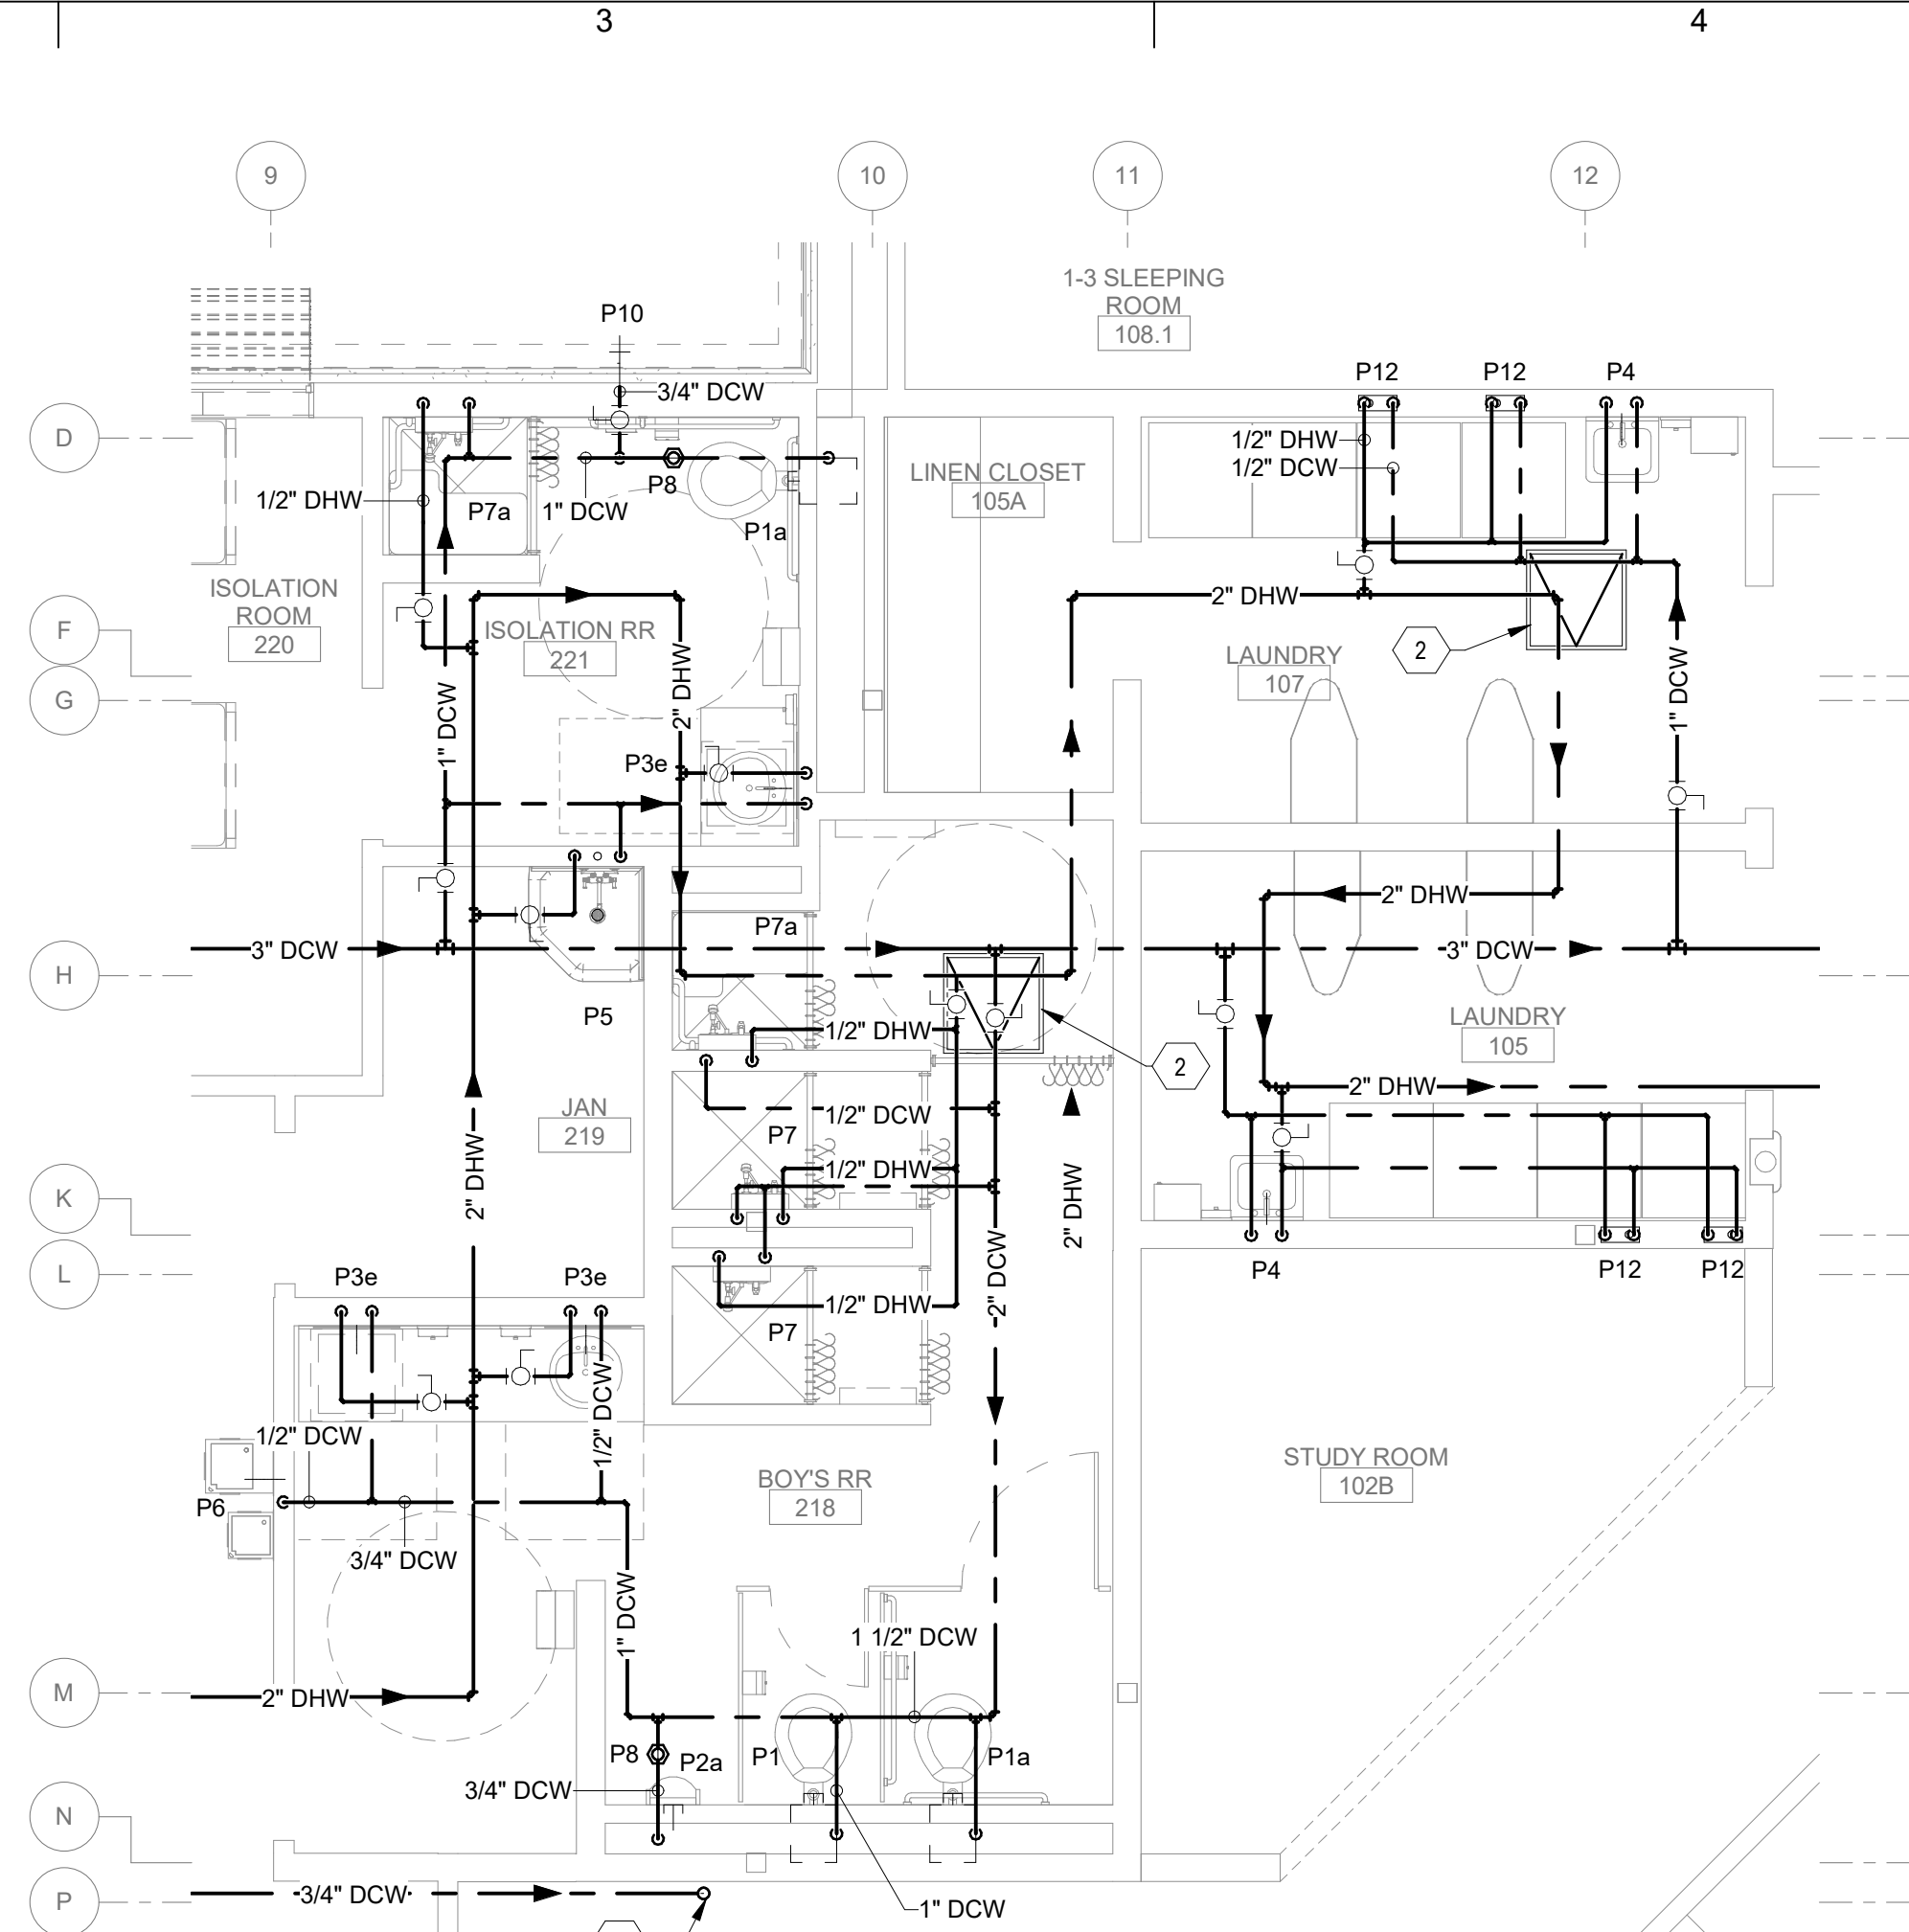 3
4
9
10
11
12
1-3 SLEEPING
ROOM
108.1
P10
3/4" DCW
P12
P12
P4
D
1/2" DHW
1/2" DCW
LINEN CLOSET
105A
1/2" DHW
P7a
1" DCW
P8
P1a
ISOLATION
ROOM
220
2" DHW
F
ISOLATION RR
221
2
LAUNDRY
107
G
1" DCW
2" DHW
1" DCW
P3e
2" DHW
P7a
3" DCW
3" DCW
H
P5
1/2" DHW
LAUNDRY
105
2
2" DHW
JAN
219
1/2" DCW
P7
2" DHW
1/2" DHW
2" DHW
K
2" DCW
L
P3e
P3e
P4
P12
P12
1/2" DHW
P7
1/2" DCW
1/2" DCW
STUDY ROOM
102B
BOY'S RR
218
P6
3/4" DCW
1" DCW
1 1/2" DCW
M
2" DHW
P8
P2a
P1
P1a
3/4" DCW
N
P
3/4" DCW
1" DCW